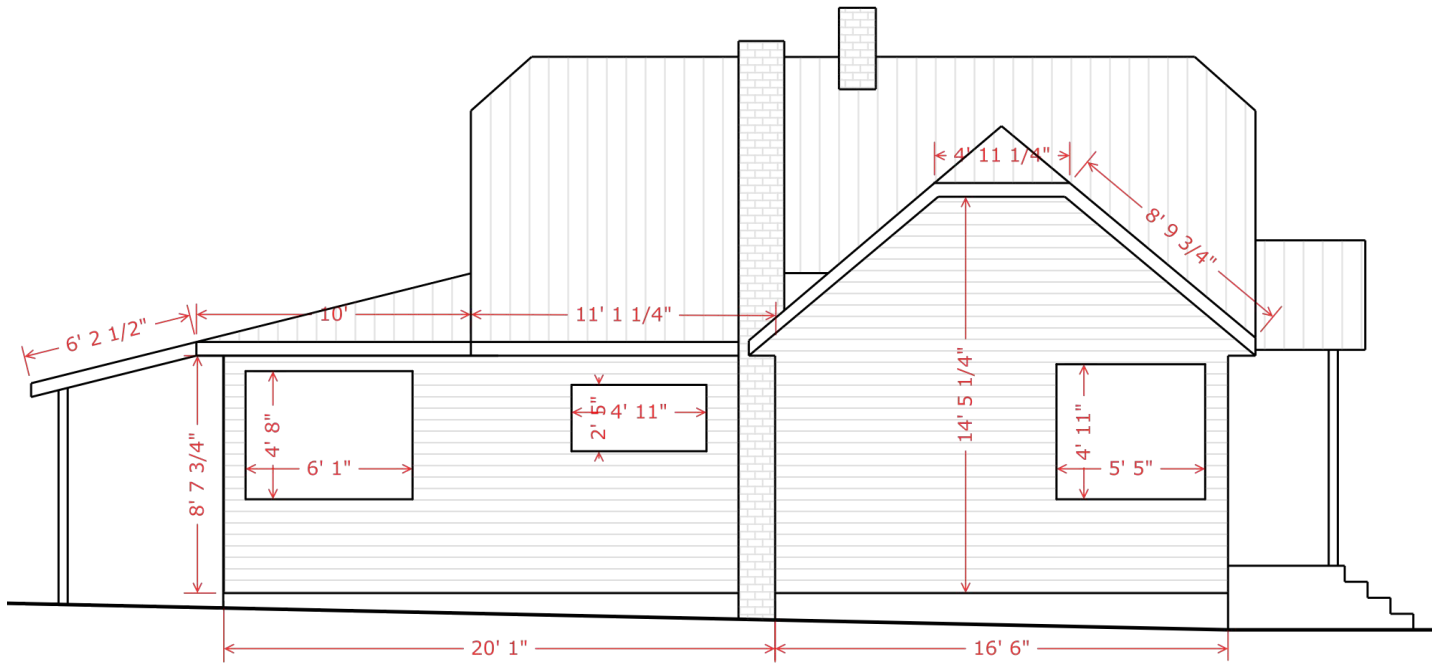 4' 11 1/4"
8' 9 3/4"
6' 2 1/2"
10'
11' 1 1/4"
14' 5 1/4"
8' 7 3/4"
4' 8"
6' 1"
2' 5"
4' 11"
4' 11"
5' 5"
20' 1"
16' 6"